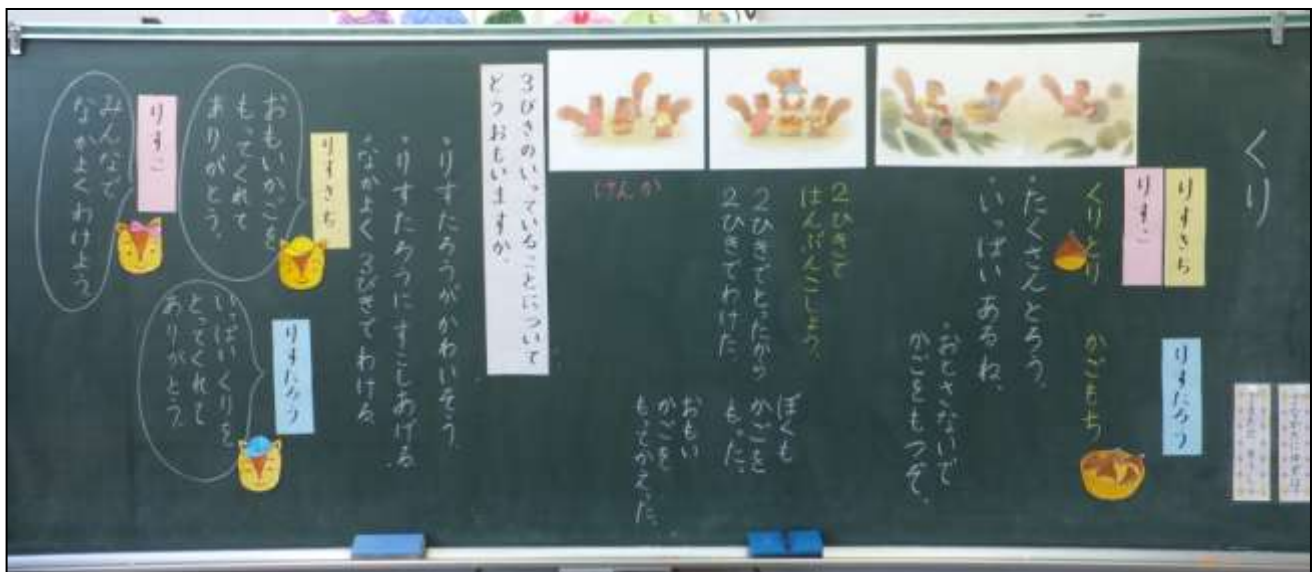 くり
りすきち
りすこ
りすたろう
くりとり
かごもち
・たくさんとろう。
・いっぱいあるね。
・おとさないで
かごをもつぞ。
2ひきで
はんぶんこしよう。
2ひきでとったから
2ひきでわけた。
ぼくも
かごを
もった。
おもい
かごを
もってかえった。
けんか
3びきのいっていることについて
どうおもいますか。
・りすたろうがかわいそう。
・りすたろうにすこしあげる。
・なかよく3びきでわける。
りすきち
おもいかごを
もってくれて
ありがとう。
りすたろう
いっぱいくりを
とってくれて
ありがとう。
りすこ
みんなで
なかよくわけよう。